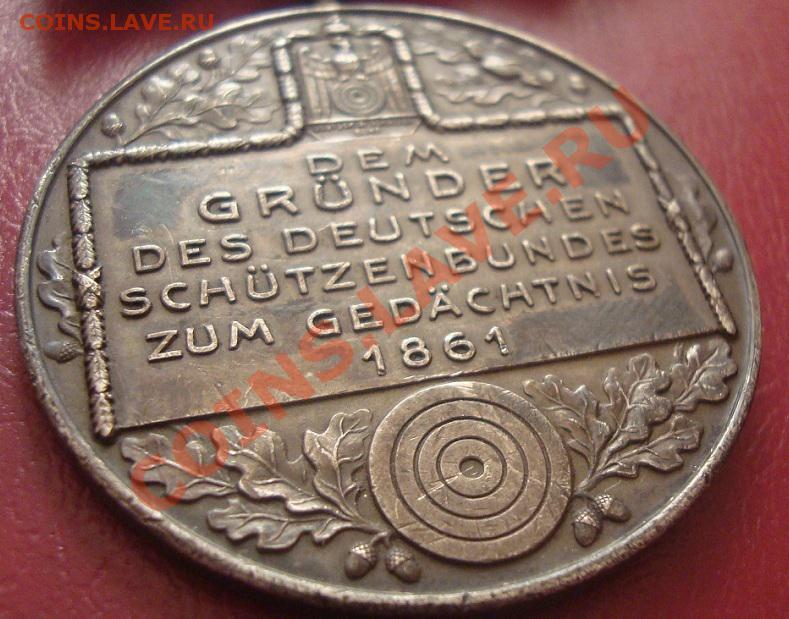 COINS.LAVE.RU
DEM
GRÜNDER
DES DEUTSCHEN
SCHÜTZENBUNDES
ZUM GEDÄCHTNIS
1861
COINS.LAVE.RU